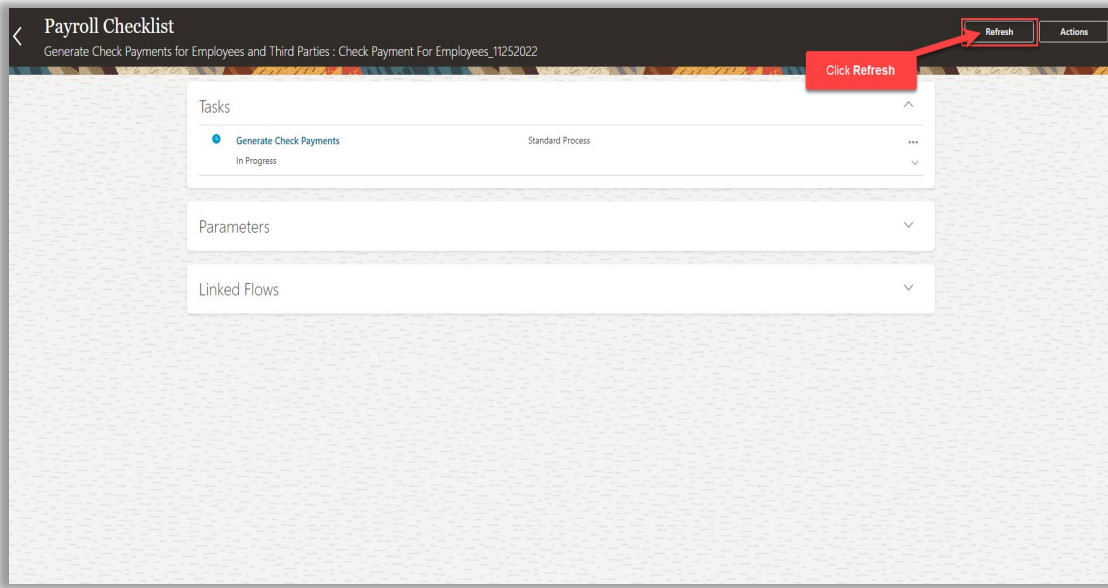 Payroll Checklist
Generate Check Payments for Employees and Third Parties : Check Payment For Employees_11252022
Refresh
Actions
Click Refresh
Tasks
Generate Check Payments
Standard Process
In Progress
Parameters
Linked Flows